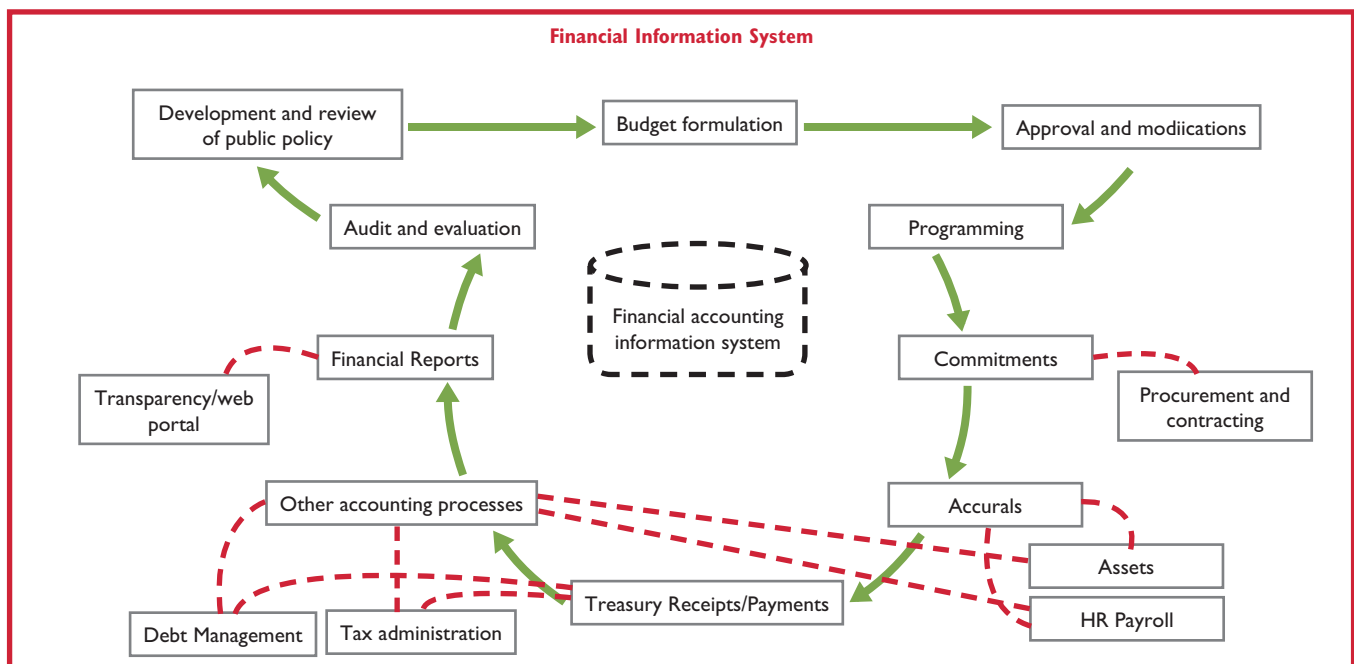 Financial Information System
Development and review
of public policy
Budget formulation
Approval and modiications
Audit and evaluation
Programming
Financial accounting
information system
Financial Reports
Commitments
Transparency/web
portal
Procurement and
contracting
Other accounting processes
Accurals
Assets
Treasury Receipts/Payments
HR Payroll
Debt Management
Tax administration